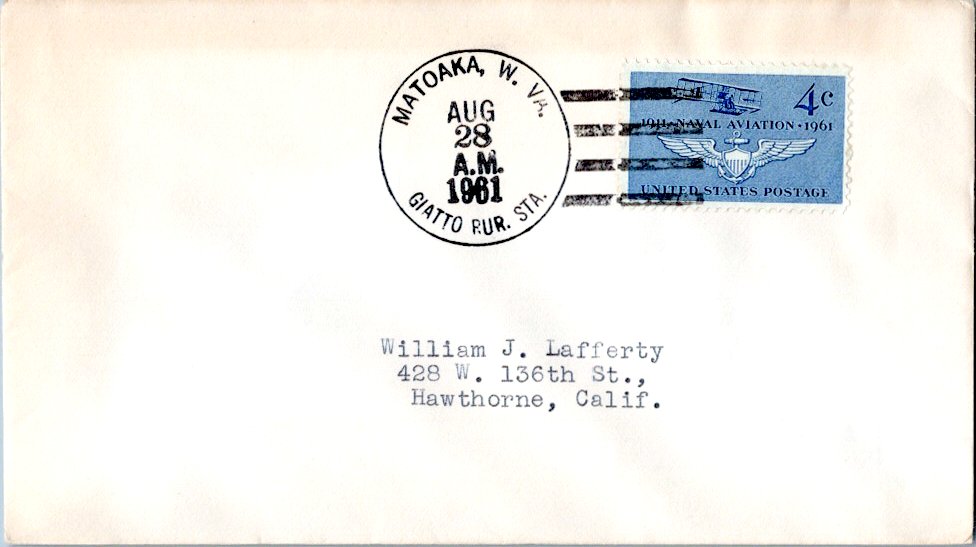 MATOAKA, W. VA.
AUG
28
A.M.
1961
GIATTO RUR. STA.
4c
1911·NAVAL AVIATION·1961
UNITED STATES POSTAGE
William J. Lafferty
428 W. 136th St.,
Hawthorne, Calif.